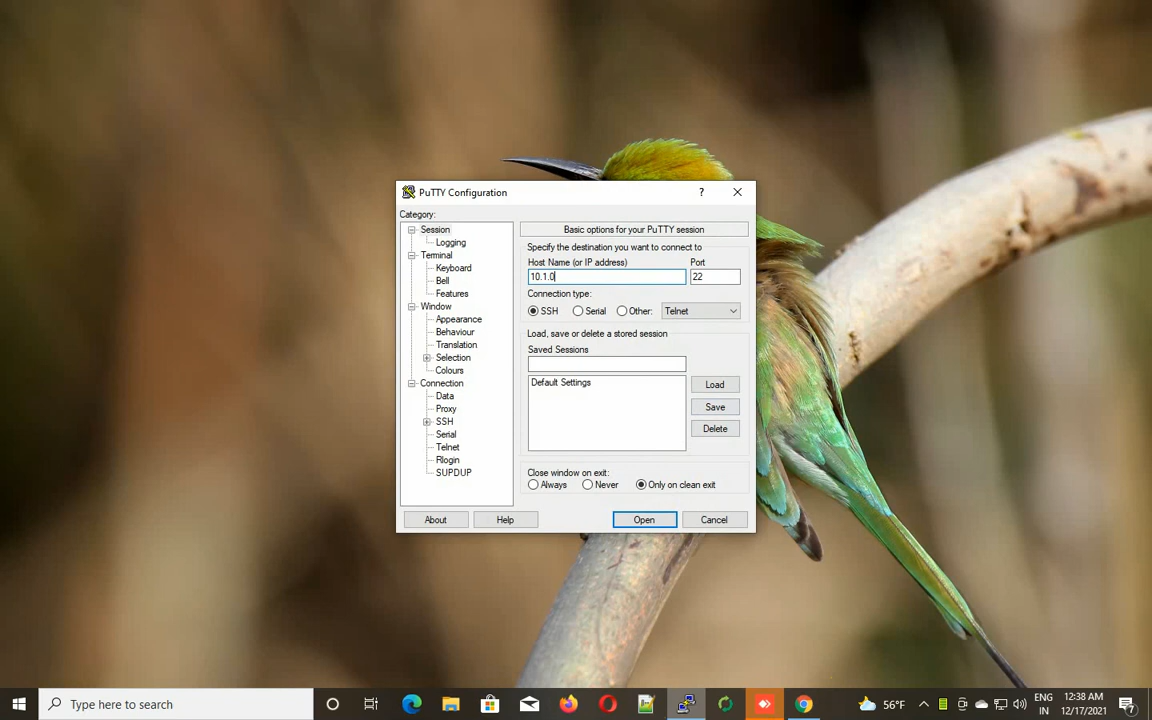 PuTTY Configuration
?
Category:
Session
Logging
Terminal
Keyboard
Bell
Features
Window
Appearance
Behaviour
Translation
Selection
Colours
Connection
Data
Proxy
SSH
Serial
Telnet
Rlogin
SUPDUP
Basic options for your PuTTY session
Specify the destination you want to connect to
Host Name (or IP address) Port
10.1.0 22
Connection type:
SSH Serial Other: Telnet
Load, save or delete a stored session
Saved Sessions
Default Settings
Load
Save
Delete
Close window on exit:
Always Never Only on clean exit
About Help Open Cancel
Type here to search
56°F
ENG
IN
12:38 AM
12/17/2021
7